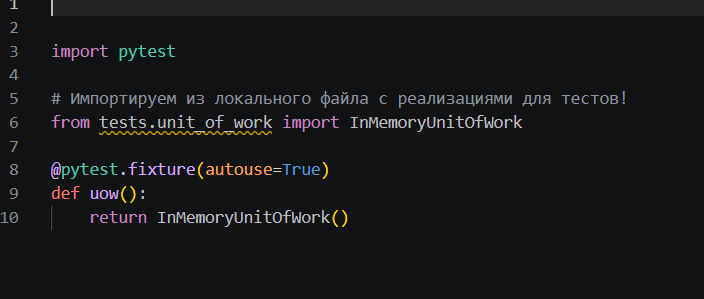 1
2
3 import pytest
4
5 # Импортируем из локального файла с реализациями для тестов!
6 from tests.unit_of_work import InMemoryUnitOfWork
7
8 @pytest.fixture(autouse=True)
9 def uow():
10     return InMemoryUnitOfWork()